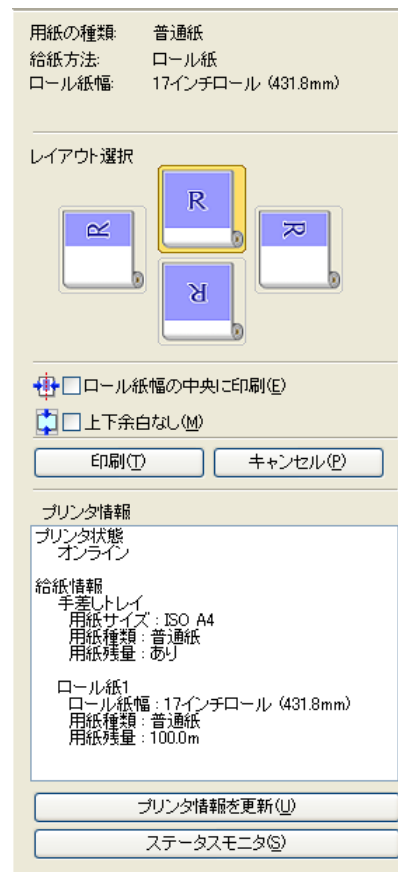 用紙の種類: 普通紙
給紙方法: ロール紙
ロール紙幅: 17インチロール (431.8mm)
レイアウト選択
R
R R
R
ロール紙幅の中央に印刷(E)
上下余白なし(M)
印刷(T) キャンセル(P)
プリンタ情報
プリンタ状態
オンライン
給紙情報
手差しトレイ
用紙サイズ : ISO A4
用紙種類 : 普通紙
用紙残量 : あり
ロール紙1
ロール紙幅 : 17インチロール (431.8mm)
用紙種類 : 普通紙
用紙残量 : 100.0m
プリンタ情報を更新(U)
ステータスモニタ(S)